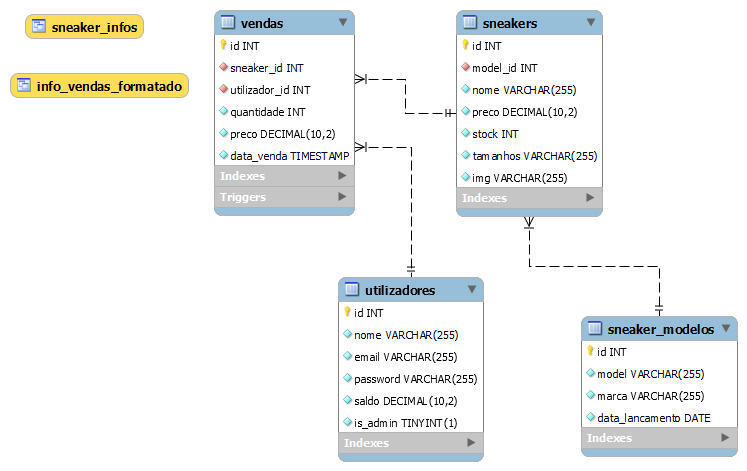 sneaker_infos
info_vendas_formatado
vendas
id INT
sneaker_id INT
utilizador_id INT
quantidade INT
preco DECIMAL(10,2)
data_venda TIMESTAMP
Indexes
Triggers
sneakers
id INT
model_id INT
nome VARCHAR(255)
preco DECIMAL(10,2)
stock INT
tamanhos VARCHAR(255)
img VARCHAR(255)
Indexes
utilizadores
id INT
nome VARCHAR(255)
email VARCHAR(255)
password VARCHAR(255)
saldo DECIMAL(10,2)
is_admin TINYINT(1)
Indexes
sneaker_modelos
id INT
model VARCHAR(255)
marca VARCHAR(255)
data_lancamento DATE
Indexes